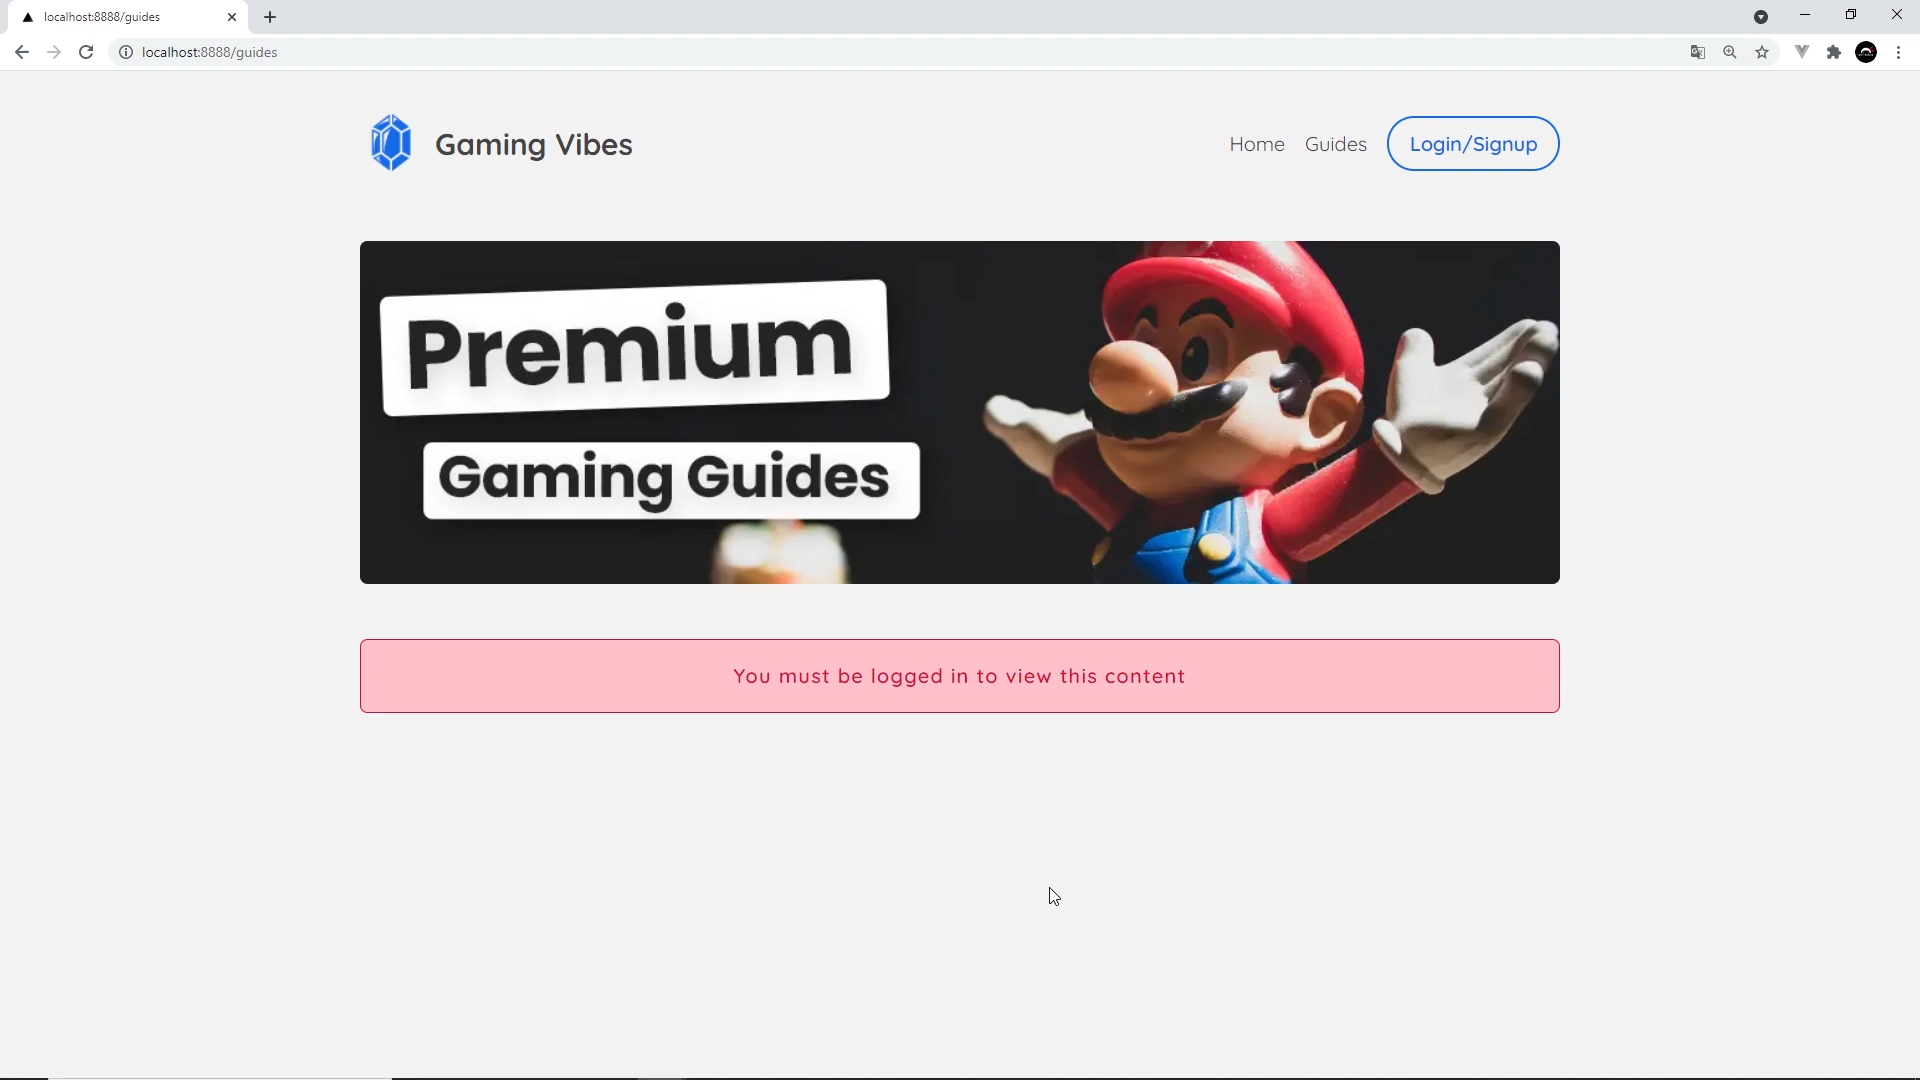 localhost:8888/guides
localhost:8888/guides
Gaming Vibes
Home Guides Login/Signup
Premium
Gaming Guides
You must be logged in to view this content